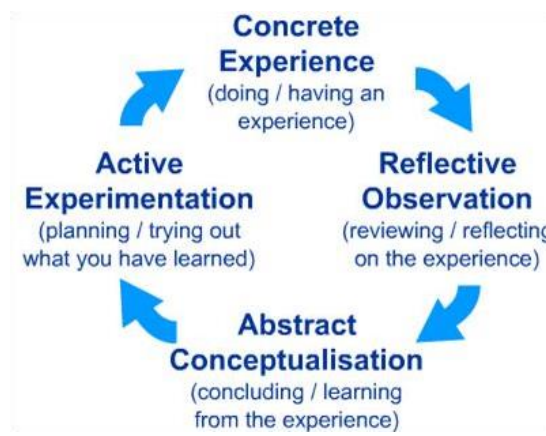 Concrete
Experience
(doing / having an
experience)
Reflective
Observation
(reviewing / reflecting
on the experience)
Abstract
Conceptualisation
(concluding / learning
from the experience)
Active
Experimentation
(planning / trying out
what you have learned)